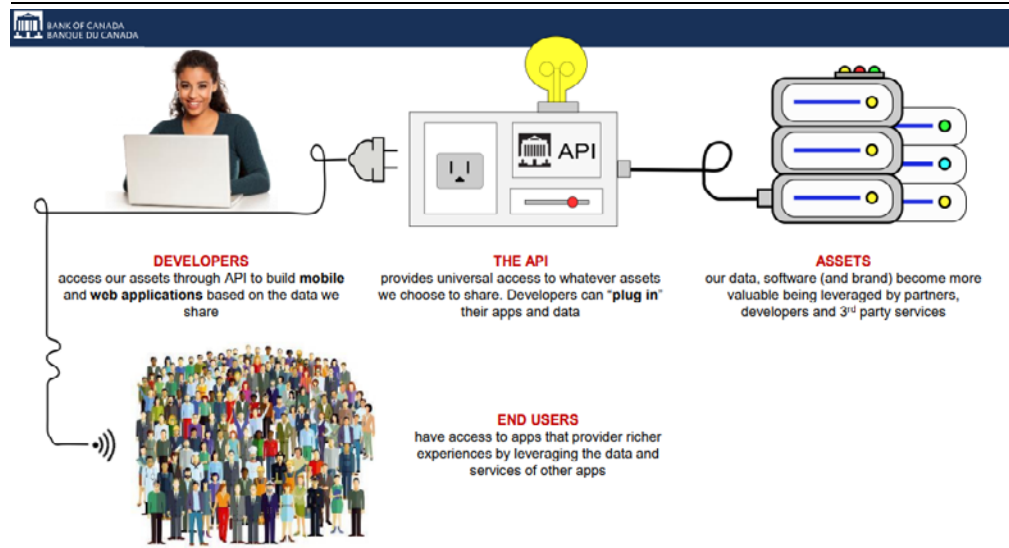 BANK OF CANADA
BANQUE DU CANADA
API
DEVELOPERS
access our assets through API to build mobile
and web applications based on the data we
share
THE API
provides universal access to whatever assets
we choose to share. Developers can “plug in”
their apps and data
ASSETS
our data, software (and brand) become more
valuable being leveraged by partners,
developers and 3rd party services
END USERS
have access to apps that provider richer
experiences by leveraging the data and
services of other apps